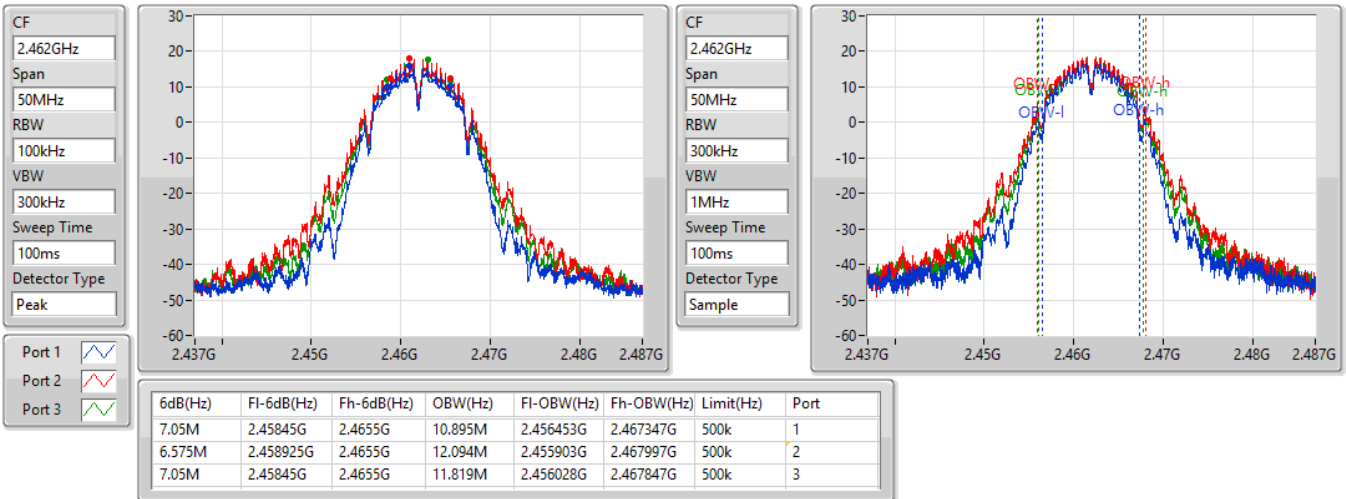 CF
2.462GHz
Span
50MHz
RBW
100kHz
VBW
300kHz
Sweep Time
100ms
Detector Type
Peak
30
20
10
0
-10
-20
-30
-40
-50
-60
2.437G 2.45G 2.46G 2.47G 2.48G 2.487G
CF
2.462GHz
Span
50MHz
RBW
300kHz
VBW
1MHz
Sweep Time
100ms
Detector Type
Sample
30
20
10
0
-10
-20
-30
-40
-50
-60
OBW-h
OBW-h
OBW-l OBW-h
2.437G 2.45G 2.46G 2.47G 2.48G 2.487G
Port 1
Port 2
Port 3
6dB(Hz) Fl-6dB(Hz) Fh-6dB(Hz) OBW(Hz) Fl-OBW(Hz) Fh-OBW(Hz) Limit(Hz) Port
7.05M 2.45845G 2.4655G 10.895M 2.456453G 2.467347G 500k 1
6.575M 2.458925G 2.4655G 12.094M 2.455903G 2.467997G 500k 2
7.05M 2.45845G 2.4655G 11.819M 2.456028G 2.467847G 500k 3